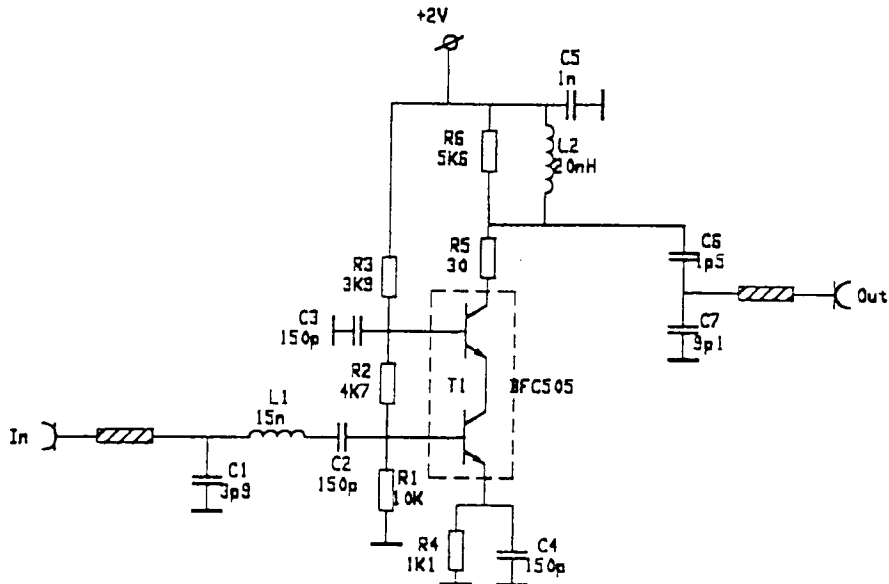 +2V
C5
1n
R6
5K6
L2
20nH
R5
30
C6
1p5
R3
3K9
Out
C3
150p
C7
9p1
R2
4K7
T1
BFC505
L1
15n
In
C2
150p
C1
3p9
R1
10K
R4
1K1
C4
150p